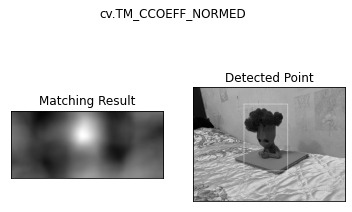 cv.TM_CCOEFF_NORMED
Matching Result
Detected Point